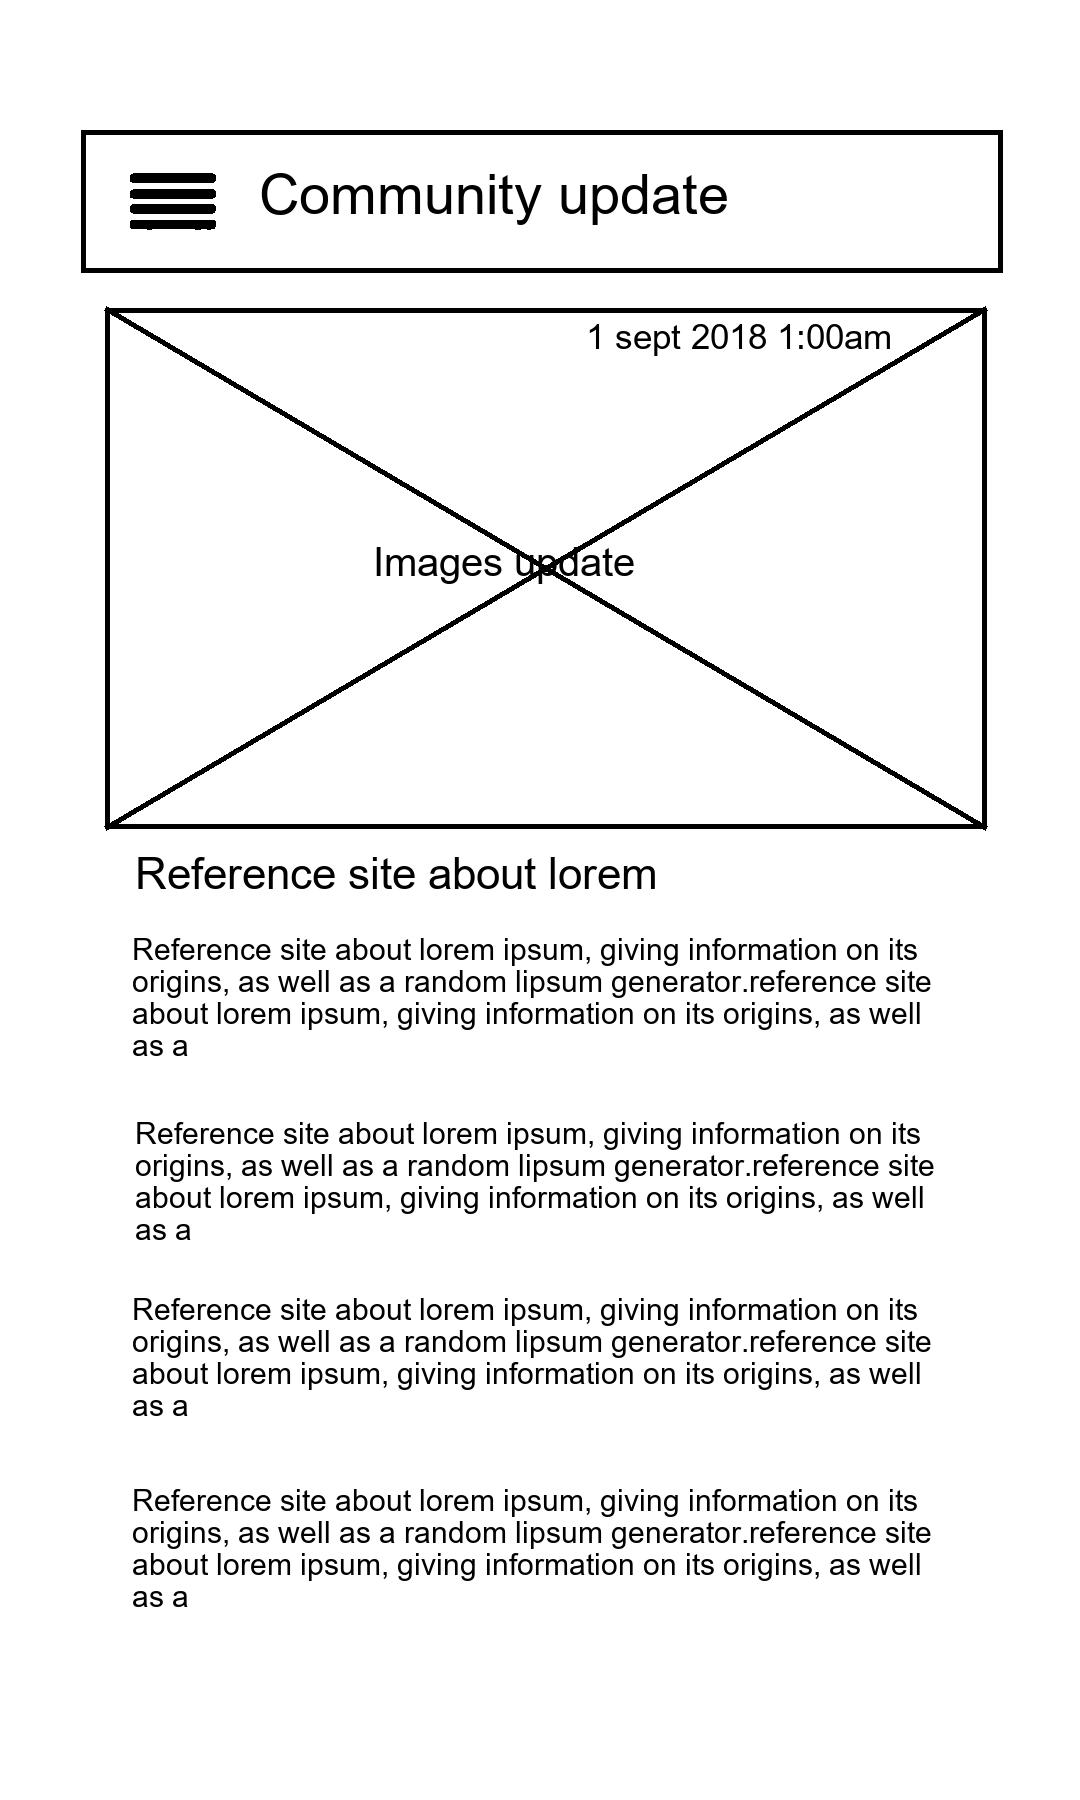 Community update
1 sept 2018 1:00am
Images update
Reference site about lorem
Reference site about lorem ipsum, giving information on its
origins, as well as a random lipsum generator.reference site
about lorem ipsum, giving information on its origins, as well
as a
Reference site about lorem ipsum, giving information on its
origins, as well as a random lipsum generator.reference site
about lorem ipsum, giving information on its origins, as well
as a
Reference site about lorem ipsum, giving information on its
origins, as well as a random lipsum generator.reference site
about lorem ipsum, giving information on its origins, as well
as a
Reference site about lorem ipsum, giving information on its
origins, as well as a random lipsum generator.reference site
about lorem ipsum, giving information on its origins, as well
as a